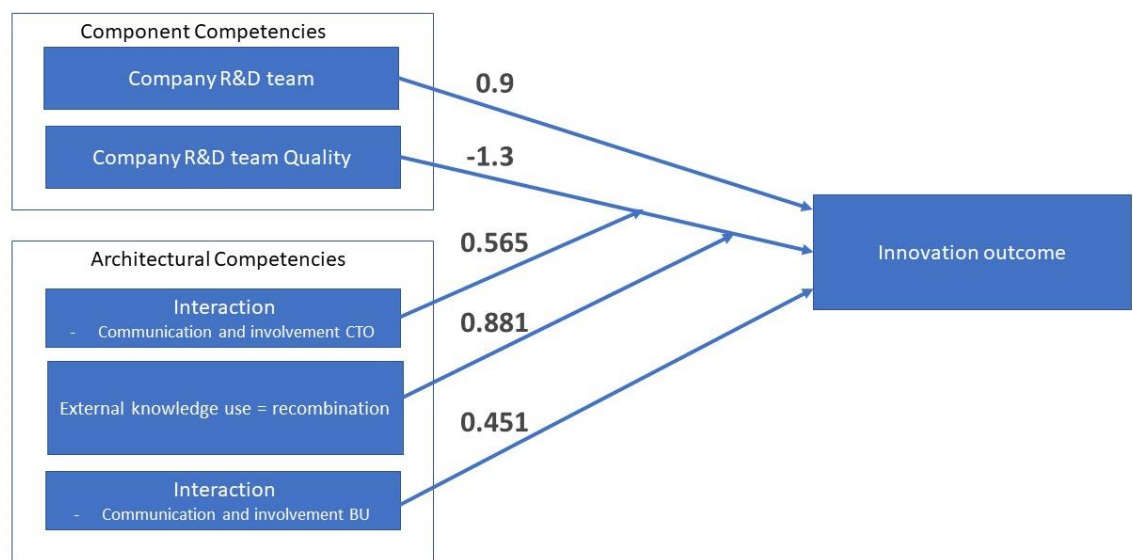 Component Competencies
Company R&D team
Company R&D team Quality
0.9
-1.3
Architectural Competencies
Interaction
- Communication and involvement CTO
External knowledge use = recombination
Interaction
- Communication and involvement BU
0.565
0.881
0.451
Innovation outcome